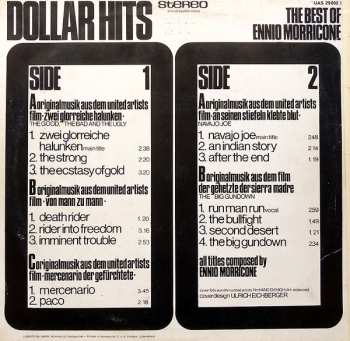 DOLLAR HITS
stereo
UAS 29 002 I
THE BEST OF
ENNIO MORRICONE
SIDE 1
A originalmusik aus dem united artists
film · zwei glorreiche halunken
THE GOOD, THE BAD AND THE UGLY
1. zwei glorreiche
halunken main title 2:38
2. the strong 2:20
3. the ecstasy of gold 3:20
B originalmusik aus dem united artists
film · von mann zu mann ·
1. death rider 1:20
2. rider into freedom 3:16
3. imminent trouble 2:53
C originalmusik aus dem united artists
film · mercenario der gefürchtete ·
1. mercenario 3:45
2. paco 2:18
SIDE 2
A originalmusik aus dem united artists
film · an seinen stiefeln klebte blut ·
NAVAJO JOE
1. navajo joe main title 2:48
2. an indian story 2:14
3. after the end 1:19
B originalmusik aus dem film
der gehetzte der sierra madre
THE BIG GUNDOWN
1. run man run vocal 2:59
2. the bullfight 2:49
3. second desert 1:21
4. the big gundown 2:34
all titles composed by
ENNIO MORRICONE
coverdesign ULRICH EICHBERGER